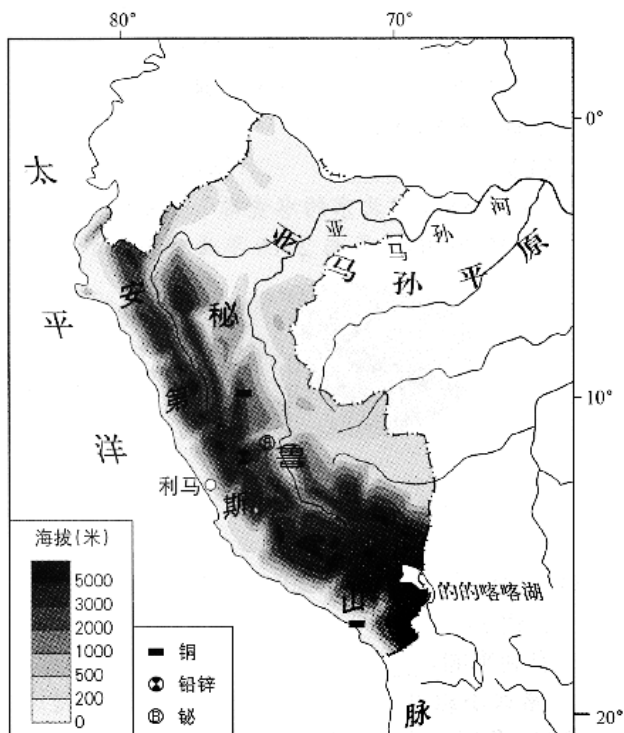 80°
70°
0°
10°
20°
太
平
洋
安
第
斯
山
脉
秘
鲁
亚
马
孙
平
原
亚
马
孙
河
利马
的的喀喀湖
海拔(米)
5000
3000
2000
1000
500
200
0
铜
铅锌
B 铋